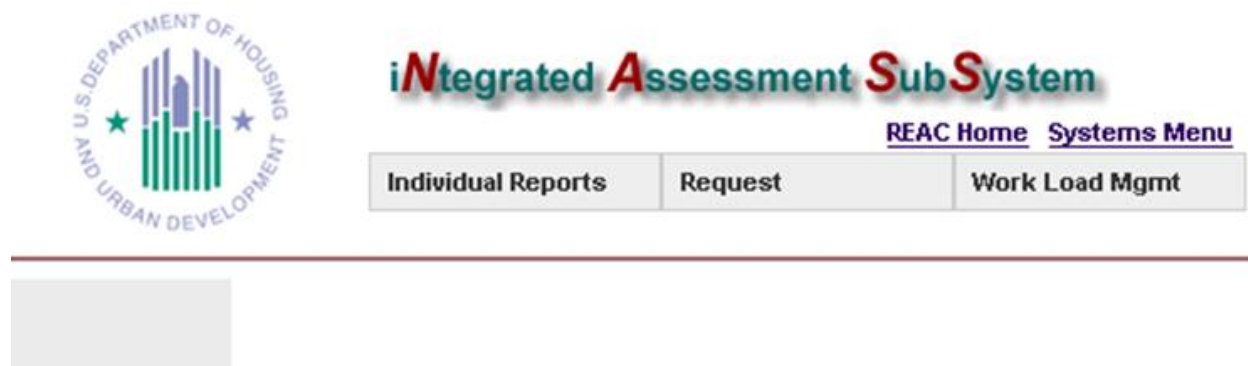 U.S.DEPARTMENT OF HOUSING
AND URBAN DEVELOPMENT
iNtegrated Assessment SubSystem
REAC Home Systems Menu
Individual Reports Request Work Load Mgmt